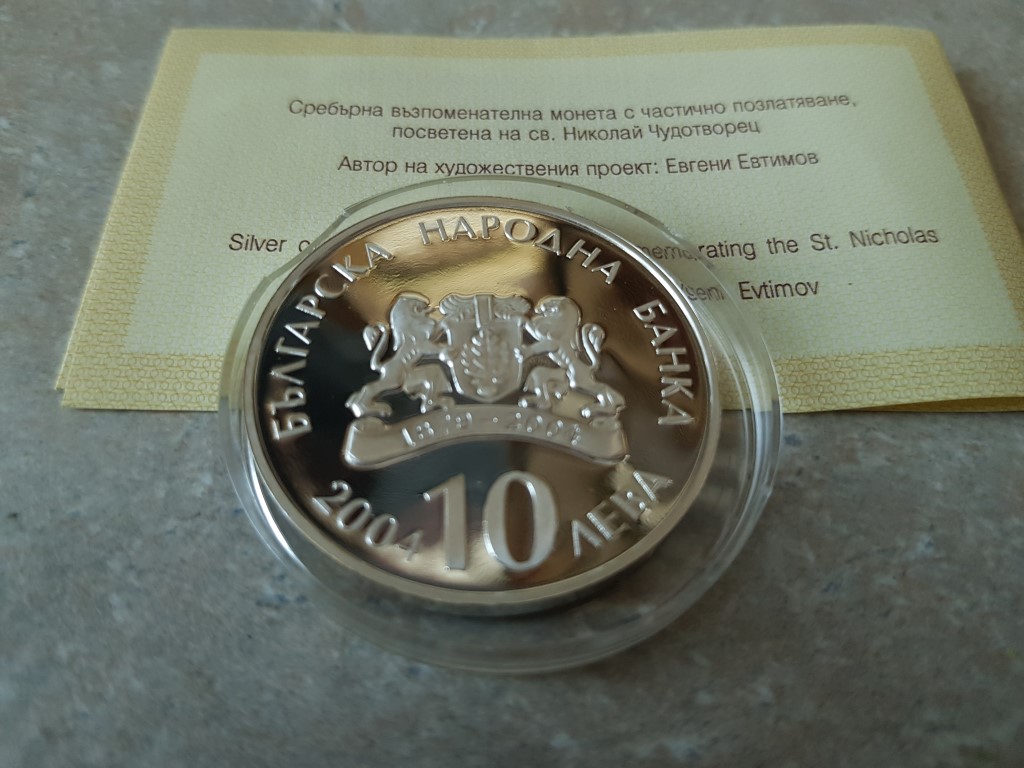 Сребърна възпоменателна монета с частично позлатяване,
посветена на св. Николай Чудотворец
Автор на художествения проект: Евгени Евтимов
Silver rating the St. Nicholas
Evtimov
БЪЛГАРСКА НАРОДНА БАНКА
2004 10 ЛЕВА